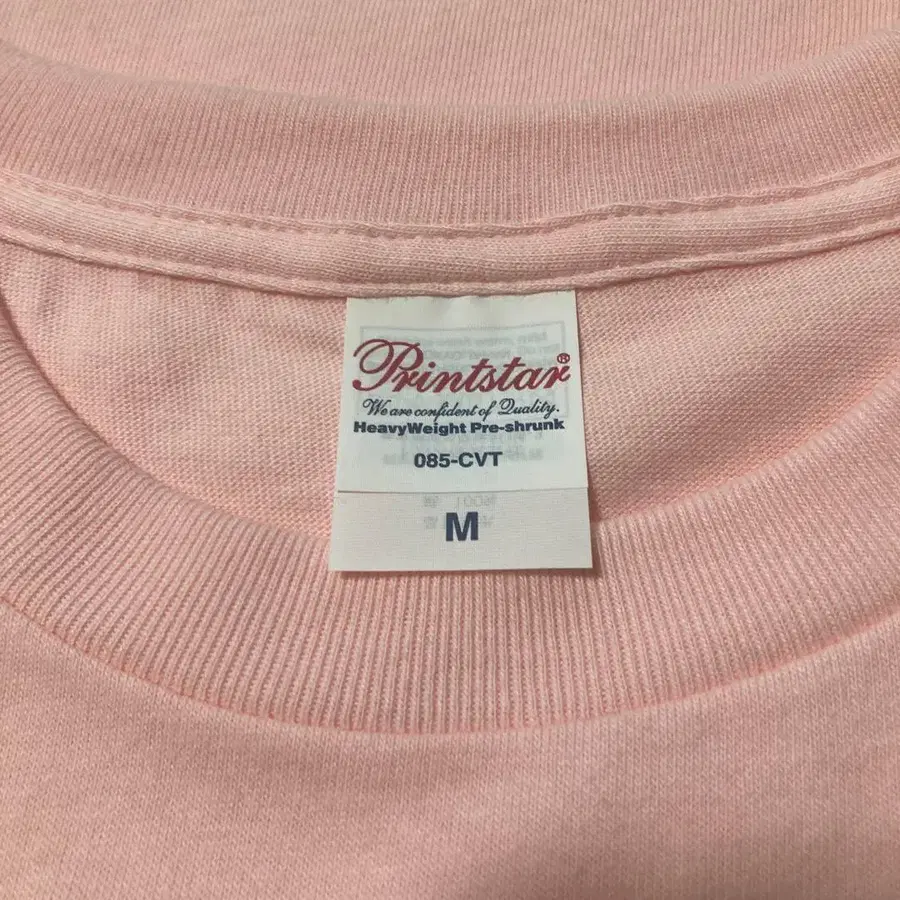 Printstar®
We are confident of Quality.
HeavyWeight Pre-shrunk
085-CVT
M